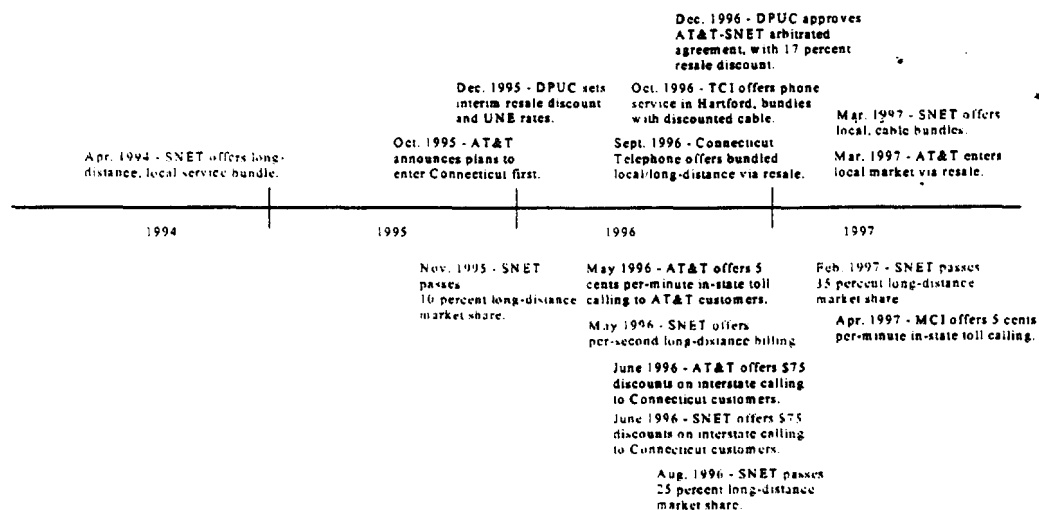 Dec. 1996 - DPUC approves
AT&T-SNET arbitrated
agreement, with 17 percent
resale discount.
Dec. 1995 - DPUC sets
interim resale discount
and UNE rates.
Oct. 1996 - TCI offers phone
service in Hartford, bundles
with discounted cable.
Mar. 1997 - SNET offers
local, cable bundles.
Apr. 1994 - SNET offers long-
distance, local service bundle.
Oct. 1995 - AT&T
announces plans to
enter Connecticut first.
Sept. 1996 - Connecticut
Telephone offers bundled
local/long-distance via resale.
Mar. 1997 - AT&T enters
local market via resale.
1994
1995
1996
1997
Nov. 1995 - SNET
passes
10 percent long-distance
market share.
May 1996 - AT&T offers 5
cents per-minute in-state toll
calling to AT&T customers.
Feb. 1997 - SNET passes
35 percent long-distance
market share
May 1996 - SNET offers
per-second long-distance billing
Apr. 1997 - MCI offers 5 cents
per-minute in-state toll calling.
June 1996 - AT&T offers $75
discounts on interstate calling
to Connecticut customers.
June 1996 - SNET offers $75
discounts on interstate calling
to Connecticut customers.
Aug. 1996 - SNET passes
25 percent long-distance
market share.